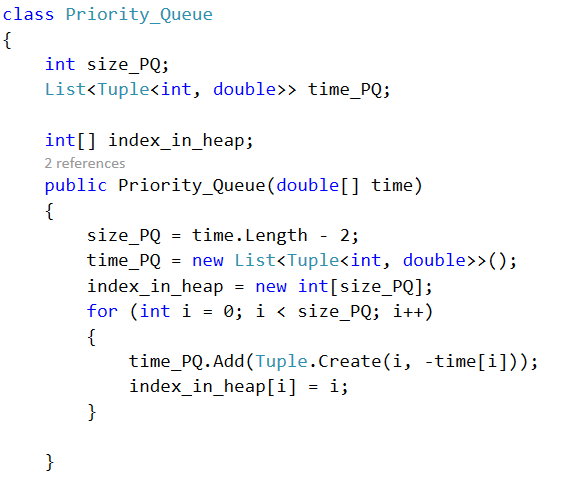 class Priority_Queue
{
    int size_PQ;
    List<Tuple<int, double>> time_PQ;

    int[] index_in_heap;
    2 references
    public Priority_Queue(double[] time)
    {
        size_PQ = time.Length - 2;
        time_PQ = new List<Tuple<int, double>>();
        index_in_heap = new int[size_PQ];
        for (int i = 0; i < size_PQ; i++)
        {
            time_PQ.Add(Tuple.Create(i, -time[i]));
            index_in_heap[i] = i;
        }

    }